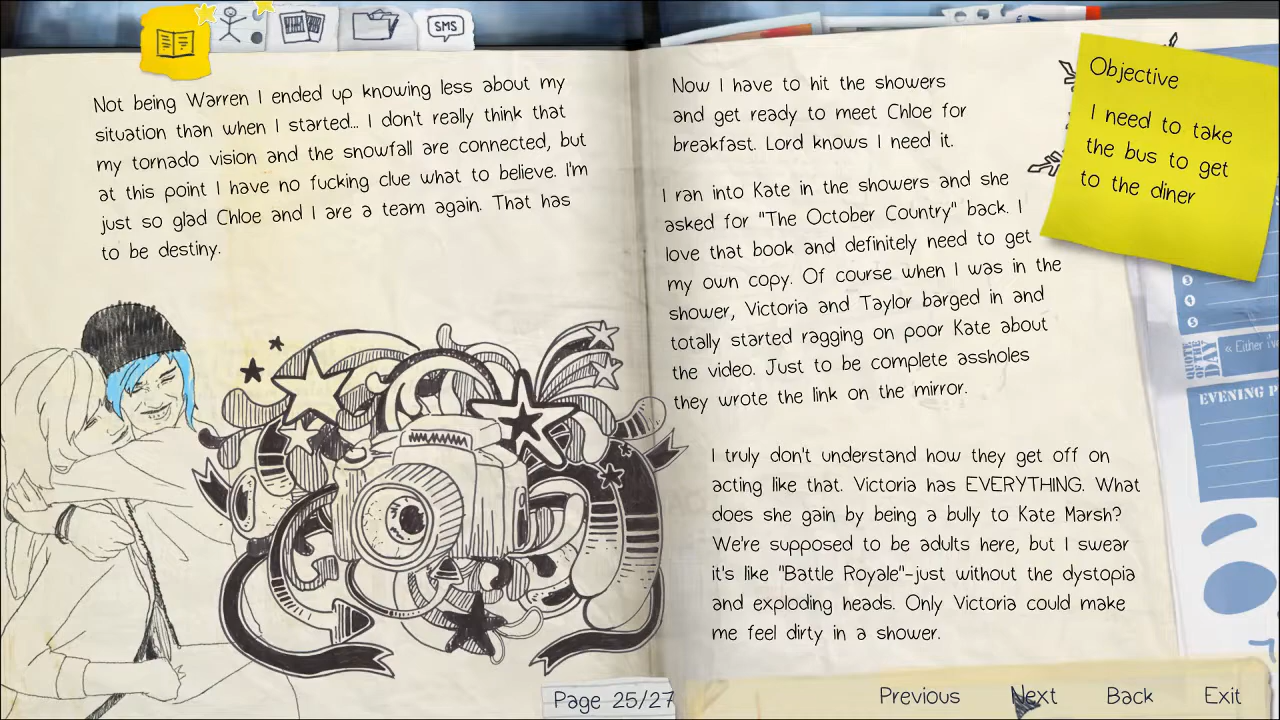 SMS
Not being Warren I ended up knowing less about my
situation than when I started... I don't really think that
my tornado vision and the snowfall are connected, but
at this point I have no fucking clue what to believe. I'm
just so glad Chloe and I are a team again. That has
to be destiny.
Now I have to hit the showers
and get ready to meet Chloe for
breakfast. Lord knows I need it.
I ran into Kate in the showers and she
asked for "The October Country" back. I
love that book and definitely need to get
my own copy. Of course when I was in the
shower, Victoria and Taylor barged in and
totally started ragging on poor Kate about
the video. Just to be complete assholes
they wrote the link on the mirror.
I truly don't understand how they get off on
acting like that. Victoria has EVERYTHING. What
does she gain by being a bully to Kate Marsh?
We're supposed to be adults here, but I swear
it's like "Battle Royale"-just without the dystopia
and exploding heads. Only Victoria could make
me feel dirty in a shower.
Objective
I need to take
the bus to get
to the diner
3
4
5
QUOTE
OF THE
DAY
« Either
EVENING
Page 25/27
Previous
Next
Back
Exit